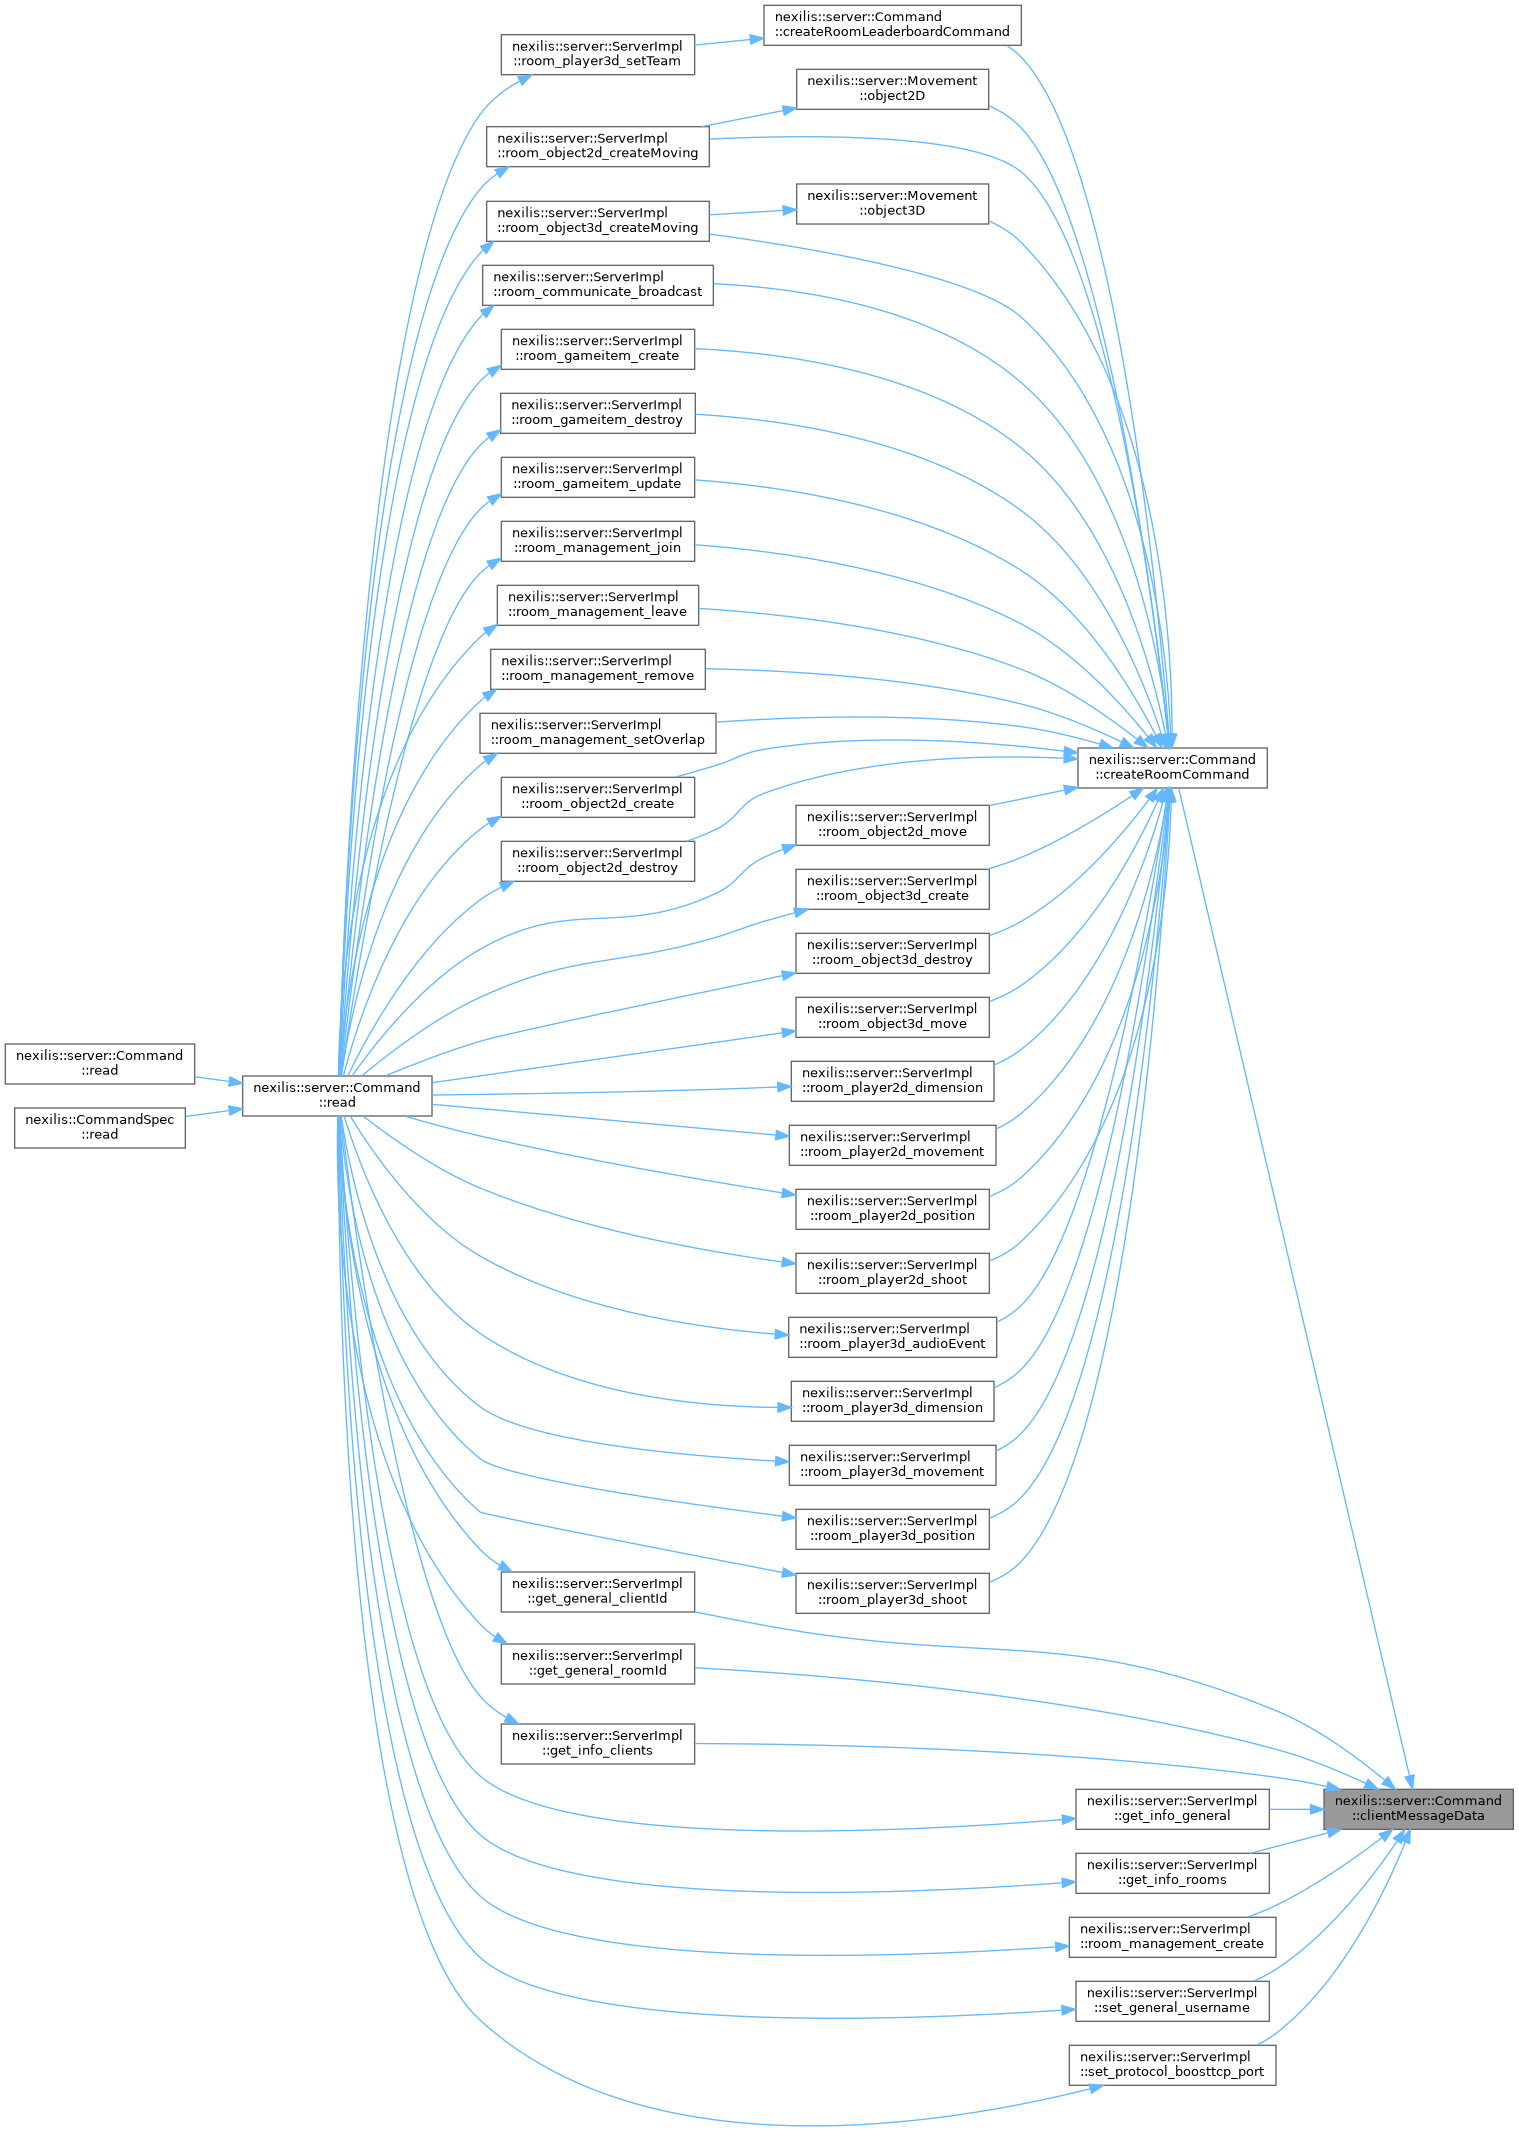 nexilis::server::Command
::createRoomLeaderboardCommand
nexilis::server::ServerImpl
::room_player3d_setTeam
nexilis::server::Movement
::object2D
nexilis::server::ServerImpl
::room_object2d_createMoving
nexilis::server::Movement
::object3D
nexilis::server::ServerImpl
::room_object3d_createMoving
nexilis::server::ServerImpl
::room_communicate_broadcast
nexilis::server::ServerImpl
::room_gameitem_create
nexilis::server::ServerImpl
::room_gameitem_destroy
nexilis::server::ServerImpl
::room_gameitem_update
nexilis::server::ServerImpl
::room_management_join
nexilis::server::ServerImpl
::room_management_leave
nexilis::server::ServerImpl
::room_management_remove
nexilis::server::ServerImpl
::room_management_setOverlap
nexilis::server::Command
::createRoomCommand
nexilis::server::ServerImpl
::room_object2d_create
nexilis::server::ServerImpl
::room_object2d_move
nexilis::server::ServerImpl
::room_object2d_destroy
nexilis::server::ServerImpl
::room_object3d_create
nexilis::server::ServerImpl
::room_object3d_destroy
nexilis::server::ServerImpl
::room_object3d_move
nexilis::server::Command
::read
nexilis::server::Command
::read
nexilis::CommandSpec
::read
nexilis::server::ServerImpl
::room_player2d_dimension
nexilis::server::ServerImpl
::room_player2d_movement
nexilis::server::ServerImpl
::room_player2d_position
nexilis::server::ServerImpl
::room_player2d_shoot
nexilis::server::ServerImpl
::room_player3d_audioEvent
nexilis::server::ServerImpl
::room_player3d_dimension
nexilis::server::ServerImpl
::room_player3d_movement
nexilis::server::ServerImpl
::room_player3d_position
nexilis::server::ServerImpl
::room_player3d_shoot
nexilis::server::ServerImpl
::get_general_clientId
nexilis::server::ServerImpl
::get_general_roomId
nexilis::server::ServerImpl
::get_info_clients
nexilis::server::ServerImpl
::get_info_general
nexilis::server::Command
::clientMessageData
nexilis::server::ServerImpl
::get_info_rooms
nexilis::server::ServerImpl
::room_management_create
nexilis::server::ServerImpl
::set_general_username
nexilis::server::ServerImpl
::set_protocol_boosttcp_port